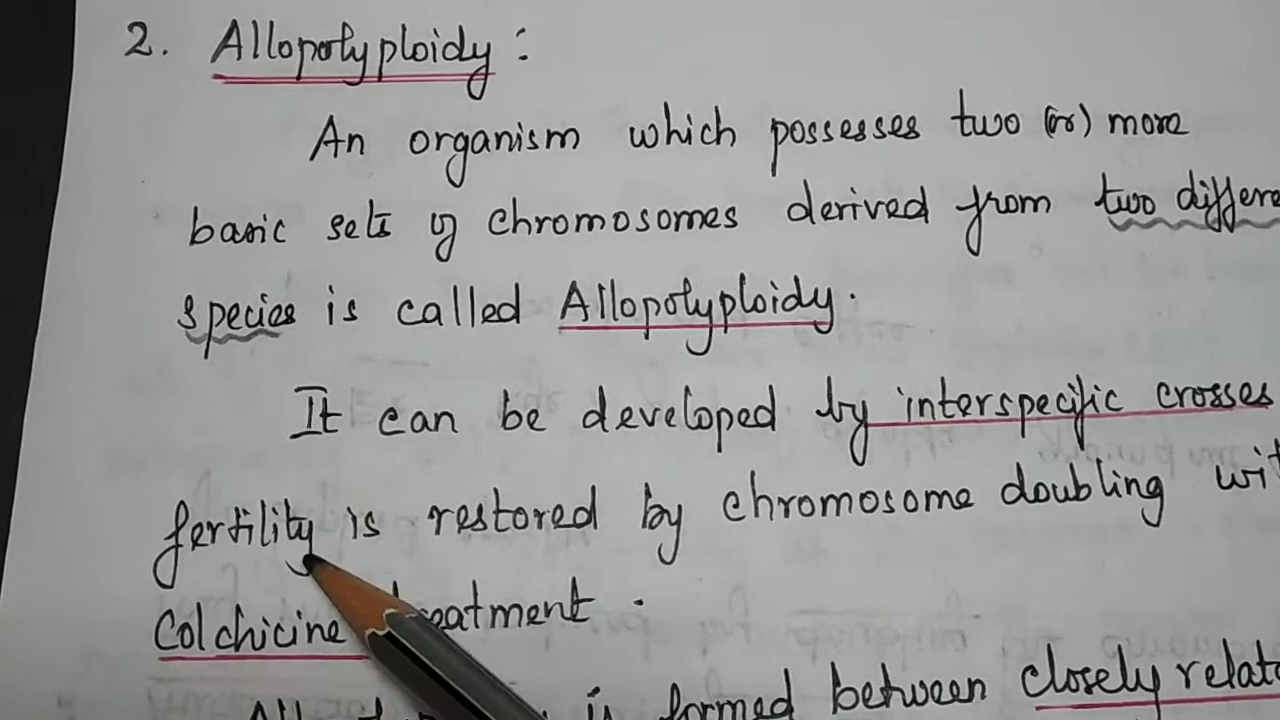 2. Allopolyploidy :
An organism which possesses two (or) more
basic sets of chromosomes derived from two differe
species is called Allopolyploidy.
It can be developed by interspecific crosses
fertility is restored by chromosome doubling wit
Colchicine treatment .
is formed between closely relat